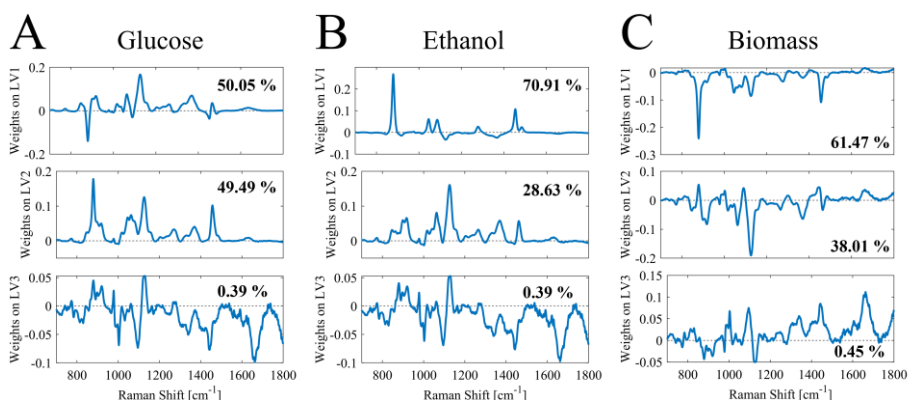 A Glucose
Weights on LV1
0.2
0
-0.2
50.05 %
Weights on LV2
0.2
0.1
0
49.49 %
Weights on LV3
0.05
0
-0.05
-0.1
0.39 %
800 1000 1200 1400 1600 1800
Raman Shift [cm-1]
B Ethanol
Weights on LV1
0.3
0.2
0.1
0
-0.1
70.91 %
Weights on LV2
0.2
0.1
0
28.63 %
Weights on LV3
0.05
0
-0.05
-0.1
0.39 %
800 1000 1200 1400 1600 1800
Raman Shift [cm-1]
C Biomass
Weights on LV1
0
-0.1
-0.2
-0.3
61.47 %
Weights on LV2
0.1
0
-0.1
-0.2
38.01 %
Weights on LV3
0.15
0.1
0.05
0
-0.05
0.45 %
800 1000 1200 1400 1600 1800
Raman Shift [cm-1]